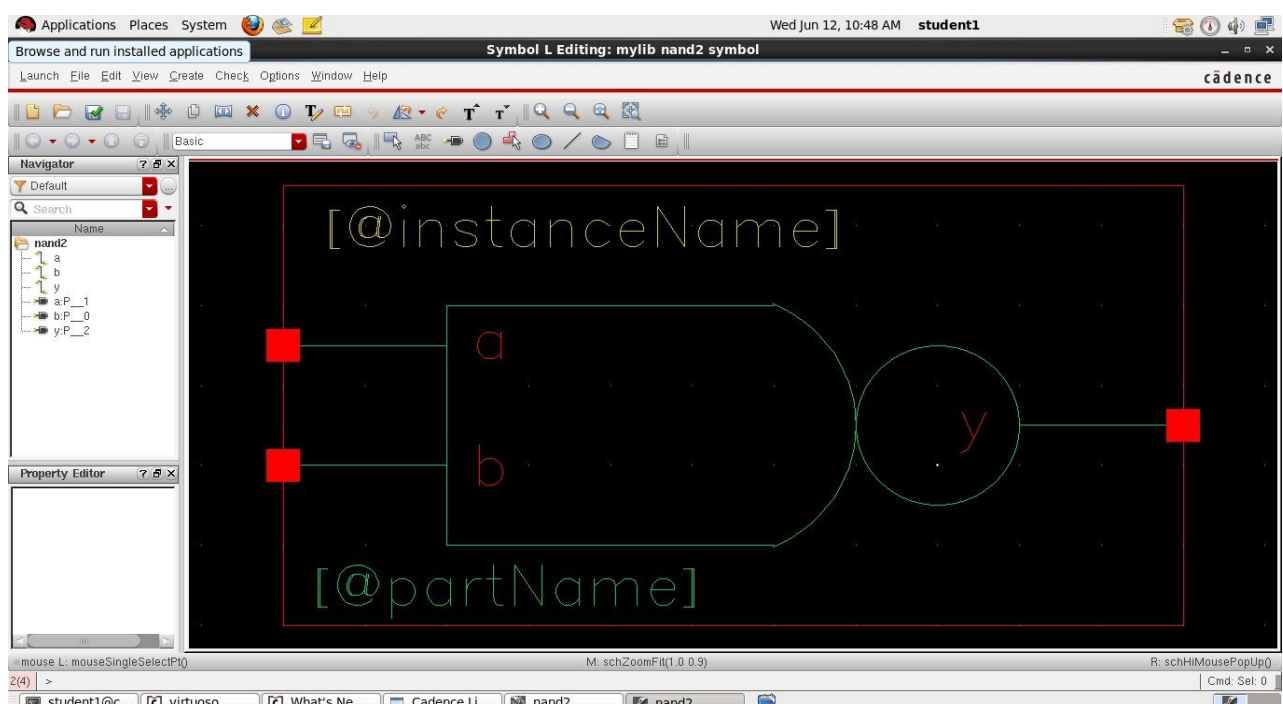 Applications Places System
Wed Jun 12, 10:48 AM student1
Browse and run installed applications
Symbol L Editing: mylib nand2 symbol
Launch File Edit View Create Check Options Window Help
cādence
Basic
ABC
abc
Navigator
Default
Search
Name
nand2
a
b
y
a:P__1
b:P__0
y:P__2
Property Editor
[@instanceName]
a
b
y
[@partName]
mouse L: mouseSingleSelectPt()
M: schZoomFit(1.0 0.9)
R: schHiMousePopUp()
2(4) >
Cmd: Sel: 0
student1@c...
virtuoso
What's Ne...
Cadence Li...
nand2
nand2